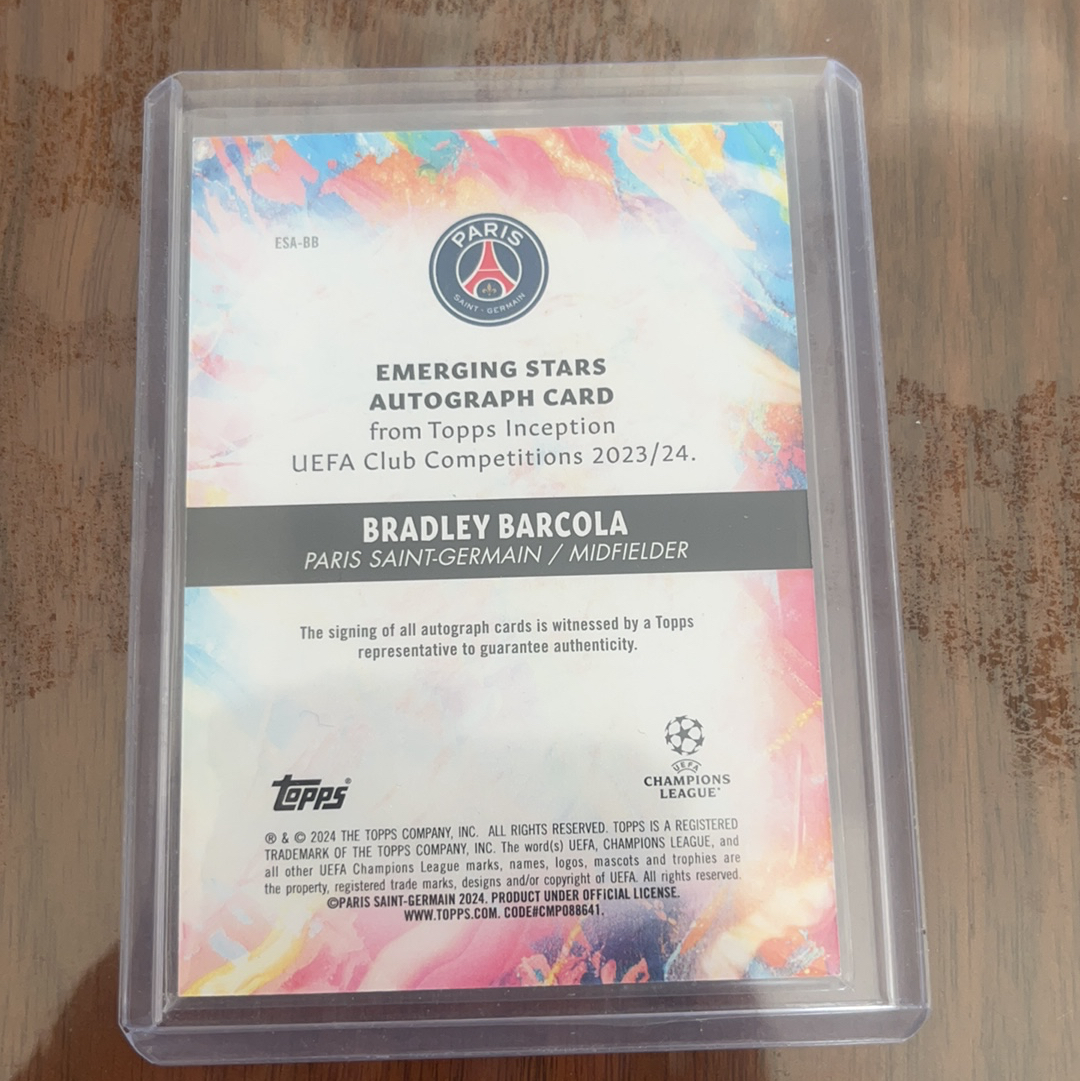 ESA-BB
PARIS
SAINT-GERMAIN
EMERGING STARS
AUTOGRAPH CARD
from Topps Inception
UEFA Club Competitions 2023/24.
BRADLEY BARCOLA
PARIS SAINT-GERMAIN / MIDFIELDER
The signing of all autograph cards is witnessed by a Topps
representative to guarantee authenticity.
UEFA
CHAMPIONS
LEAGUE
topps®
® & © 2024 THE TOPPS COMPANY, INC. ALL RIGHTS RESERVED. TOPPS IS A REGISTERED
TRADEMARK OF THE TOPPS COMPANY, INC. The word(s) UEFA, CHAMPIONS LEAGUE, and
all other UEFA Champions League marks, names, logos, mascots and trophies are
the property, registered trade marks, designs and/or copyright of UEFA. All rights reserved.
©PARIS SAINT-GERMAIN 2024. PRODUCT UNDER OFFICIAL LICENSE.
WWW.TOPPS.COM. CODE#CMP088641.